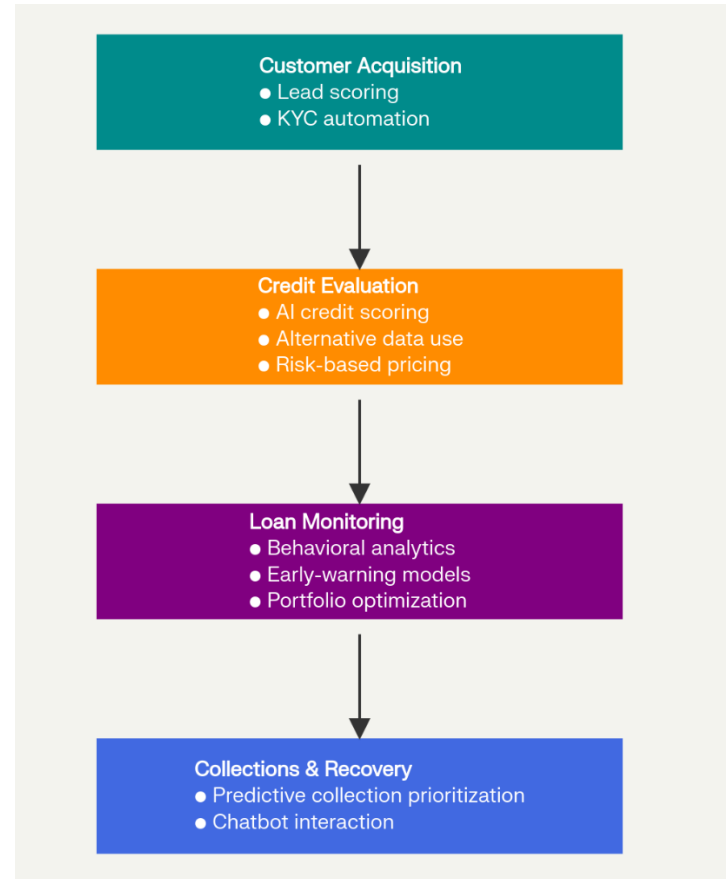 Customer Acquisition
● Lead scoring
● KYC automation
Credit Evaluation
● AI credit scoring
● Alternative data use
● Risk-based pricing
Loan Monitoring
● Behavioral analytics
● Early-warning models
● Portfolio optimization
Collections & Recovery
● Predictive collection prioritization
● Chatbot interaction